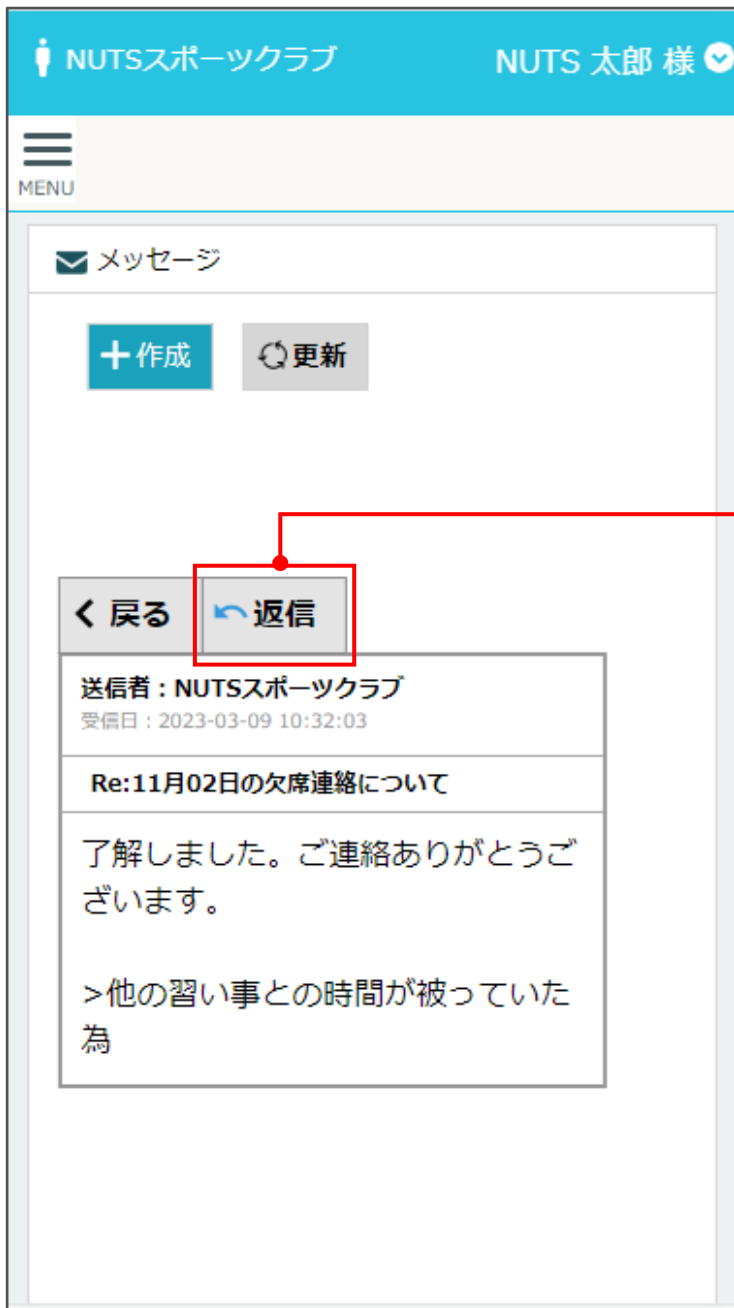 NUTSスポーツクラブ NUTS 太郎 様
MENU
メッセージ
作成 更新
戻る 返信
送信者：NUTSスポーツクラブ
受信日：2023-03-09 10:32:03
Re:11月02日の欠席連絡について
了解しました。ご連絡ありがとうご
ざいます。
>他の習い事との時間が被っていた
為